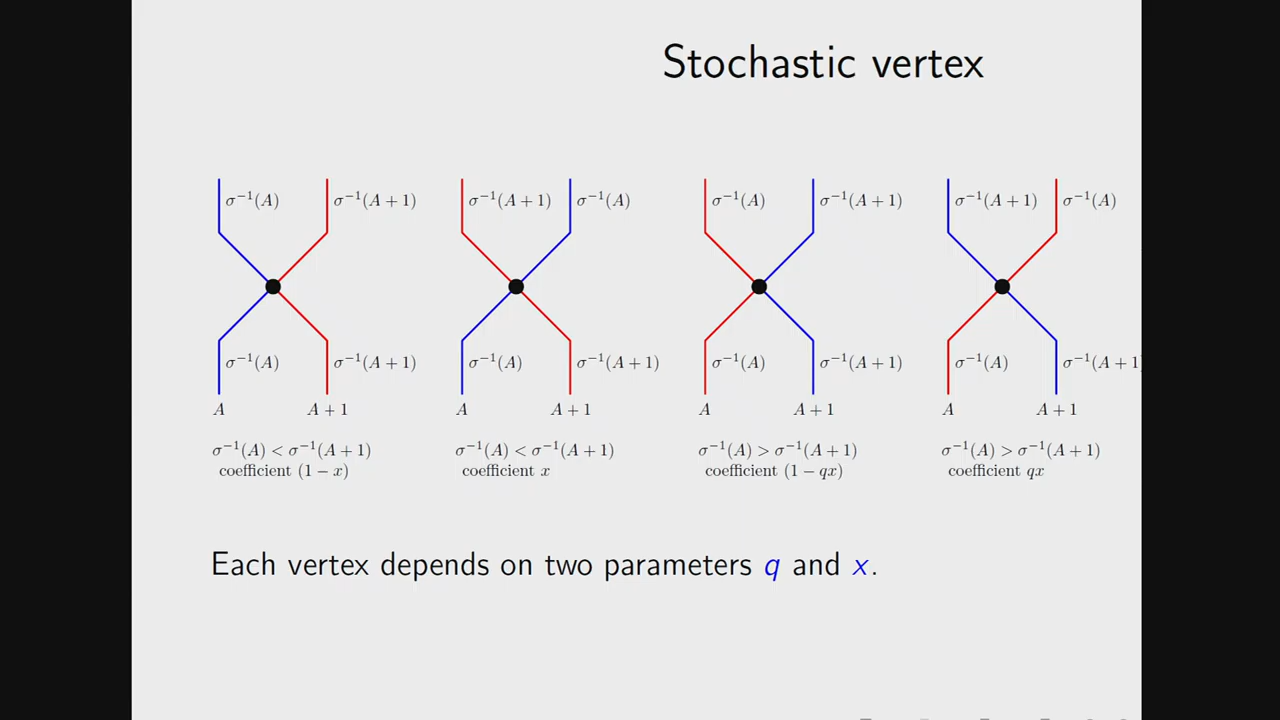 Stochastic vertex
σ⁻¹(A) σ⁻¹(A + 1) σ⁻¹(A + 1) σ⁻¹(A) σ⁻¹(A) σ⁻¹(A + 1) σ⁻¹(A + 1) σ⁻¹(A)
σ⁻¹(A) σ⁻¹(A + 1) σ⁻¹(A) σ⁻¹(A + 1) σ⁻¹(A) σ⁻¹(A + 1) σ⁻¹(A) σ⁻¹(A + 1
A A + 1 A A + 1 A A + 1 A A + 1
σ⁻¹(A) < σ⁻¹(A + 1) σ⁻¹(A) < σ⁻¹(A + 1) σ⁻¹(A) > σ⁻¹(A + 1) σ⁻¹(A) > σ⁻¹(A + 1)
coefficient (1 − x) coefficient x coefficient (1 − qx) coefficient qx
Each vertex depends on two parameters q and x.